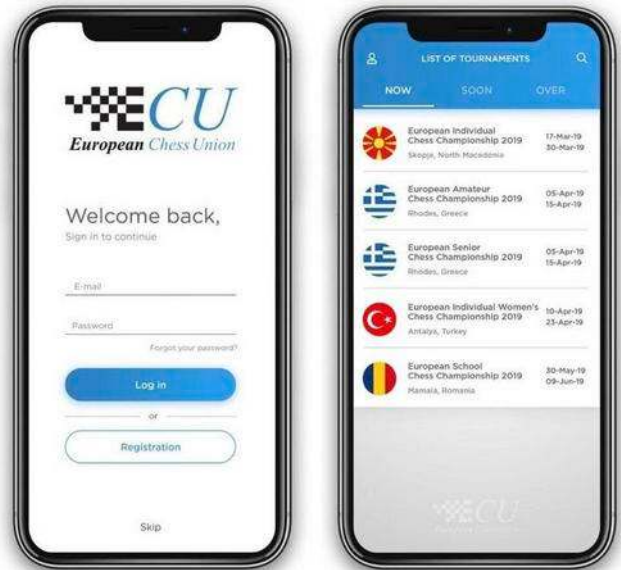 ECU
European Chess Union
Welcome back,
Sign in to continue
E-mail
Password
Forgot your password?
Log in
or
Registration
Skip
LIST OF TOURNAMENTS
NOW SOON OVER
European Individual
Chess Championship 2019
Skopje, North Macedonia
17-Mar-19
30-Mar-19
European Amateur
Chess Championship 2019
Rhodes, Greece
05-Apr-19
15-Apr-19
European Senior
Chess Championship 2019
Rhodes, Greece
05-Apr-19
15-Apr-19
European Individual Women's
Chess Championship 2019
Antalya, Turkey
10-Apr-19
23-Apr-19
European School
Chess Championship 2019
Mamaia, Romania
30-May-19
09-Jun-19
ECU
European Chess Union